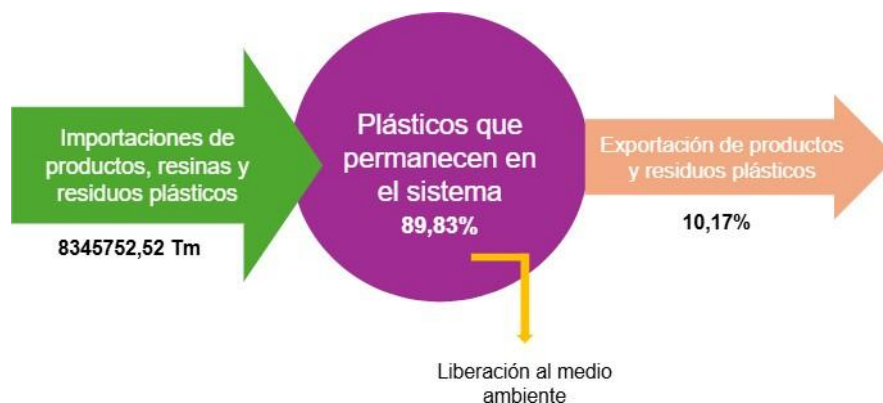 Importaciones de
productos, resinas y
residuos plásticos
8345752,52 Tm
Plásticos que
permanecen en
el sistema
89,83%
Exportación de productos
y residuos plásticos
10,17%
Liberación al medio
ambiente